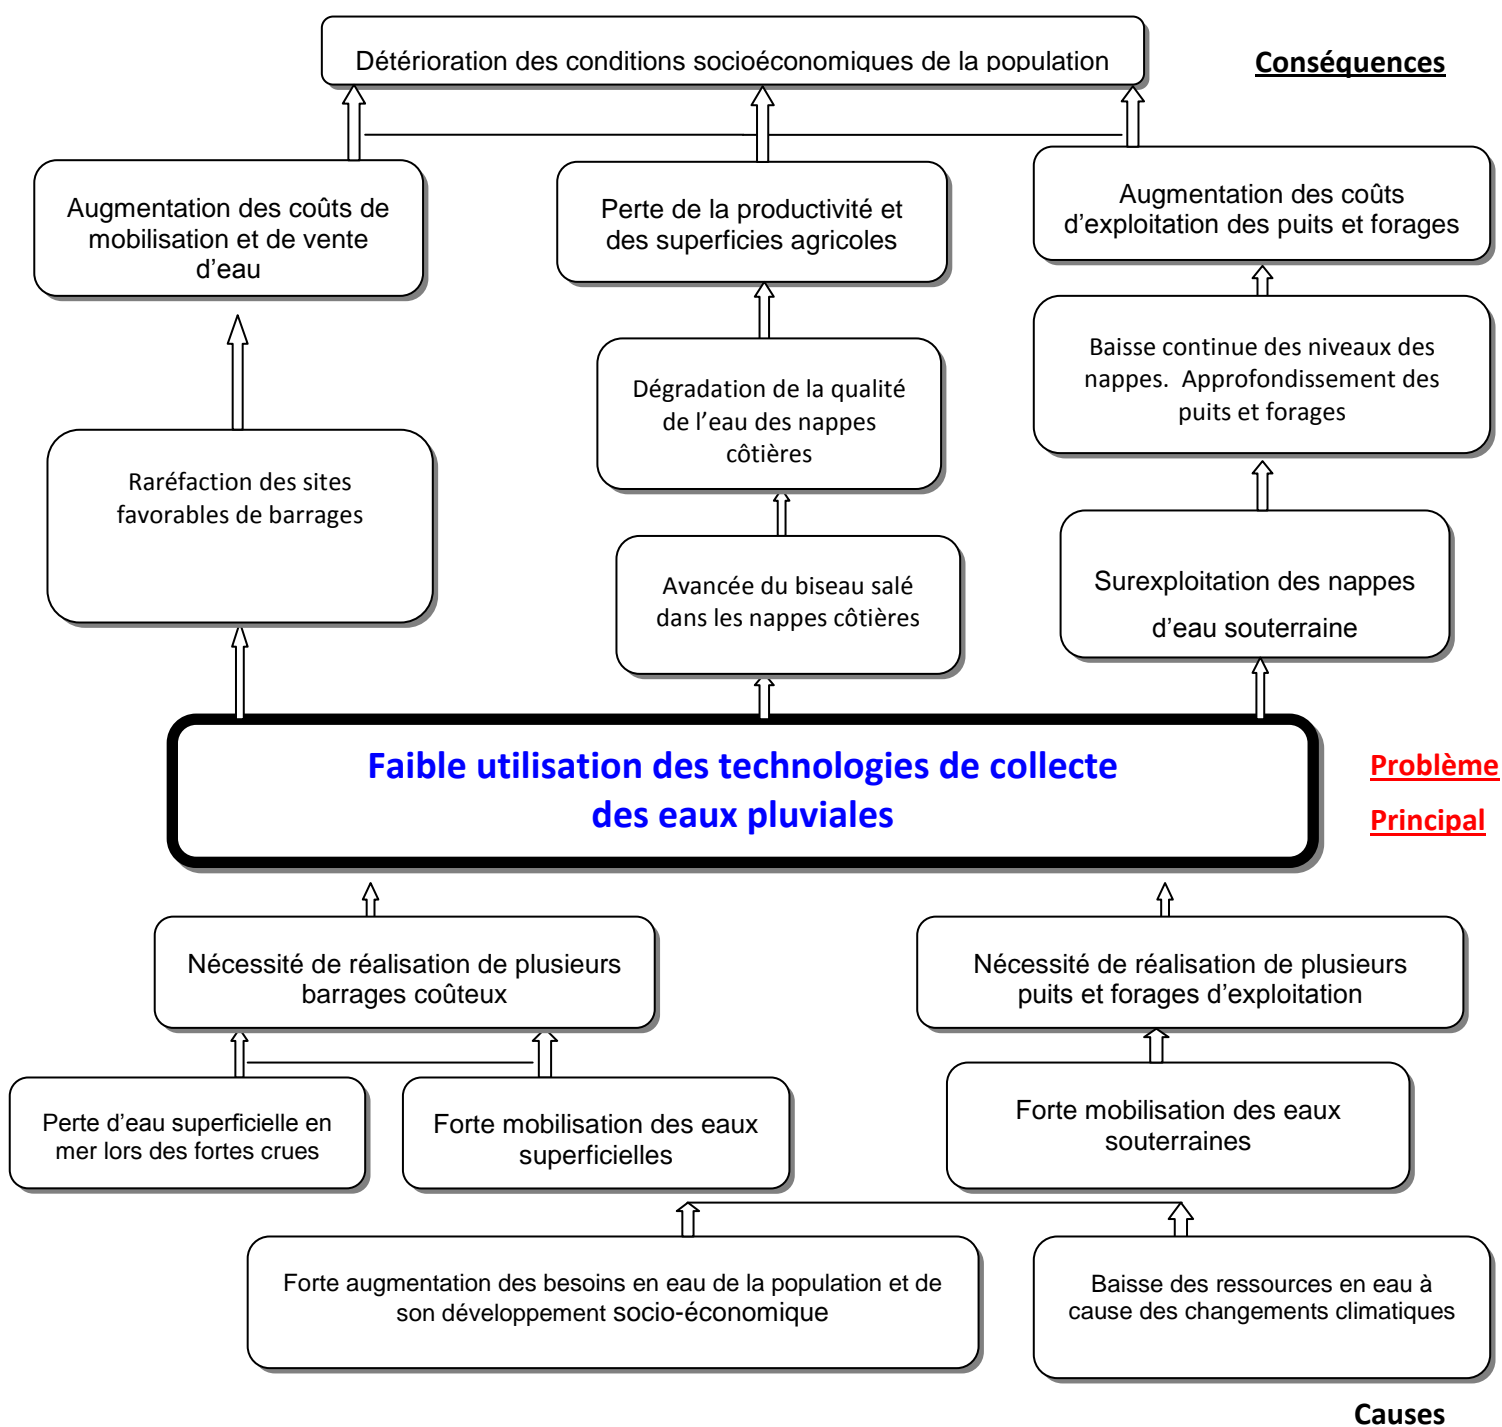 Détérioration des conditions socioéconomiques de la population
Conséquences
Augmentation des coûts de
mobilisation et de vente
d’eau
Perte de la productivité et
des superficies agricoles
Augmentation des coûts
d’exploitation des puits et forages
Raréfaction des sites
favorables de barrages
Dégradation de la qualité
de l’eau des nappes
côtières
Baisse continue des niveaux des
nappes. Approfondissement des
puits et forages
Avancée du biseau salé
dans les nappes côtières
Surexploitation des nappes
d’eau souterraine
Faible utilisation des technologies de collecte
des eaux pluviales
Problème
Principal
Nécessité de réalisation de plusieurs
barrages coûteux
Nécessité de réalisation de plusieurs
puits et forages d’exploitation
Perte d’eau superficielle en
mer lors des fortes crues
Forte mobilisation des eaux
superficielles
Forte mobilisation des eaux
souterraines
Forte augmentation des besoins en eau de la population et de
son développement socio-économique
Baisse des ressources en eau à
cause des changements climatiques
Causes